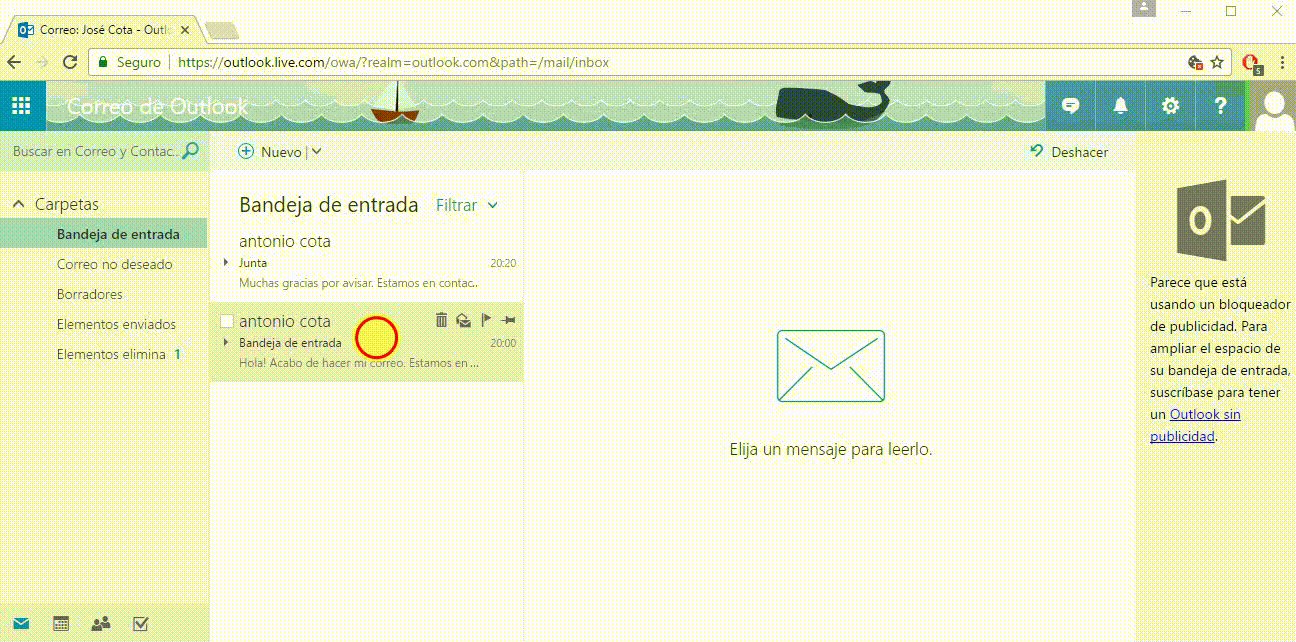 Correo: José Cota - Outl
Seguro | https://outlook.live.com/owa/?realm=outlook.com&path=/mail/inbox
5
Correo de Outlook
?
Buscar en Correo y Contac..
Nuevo |
Deshacer
Carpetas
Bandeja de entrada
Correo no deseado
Borradores
Elementos enviados
Elementos elimina 1
Bandeja de entrada Filtrar
antonio cota
Junta 20:20
Muchas gracias por avisar. Estamos en contac..
antonio cota
Bandeja de entrada 20:00
Hola! Acabo de hacer mi correo. Estamos en ...
Elija un mensaje para leerlo.
Parece que está
usando un bloqueador
de publicidad. Para
ampliar el espacio de
su bandeja de entrada,
suscríbase para tener
un Outlook sin
publicidad.